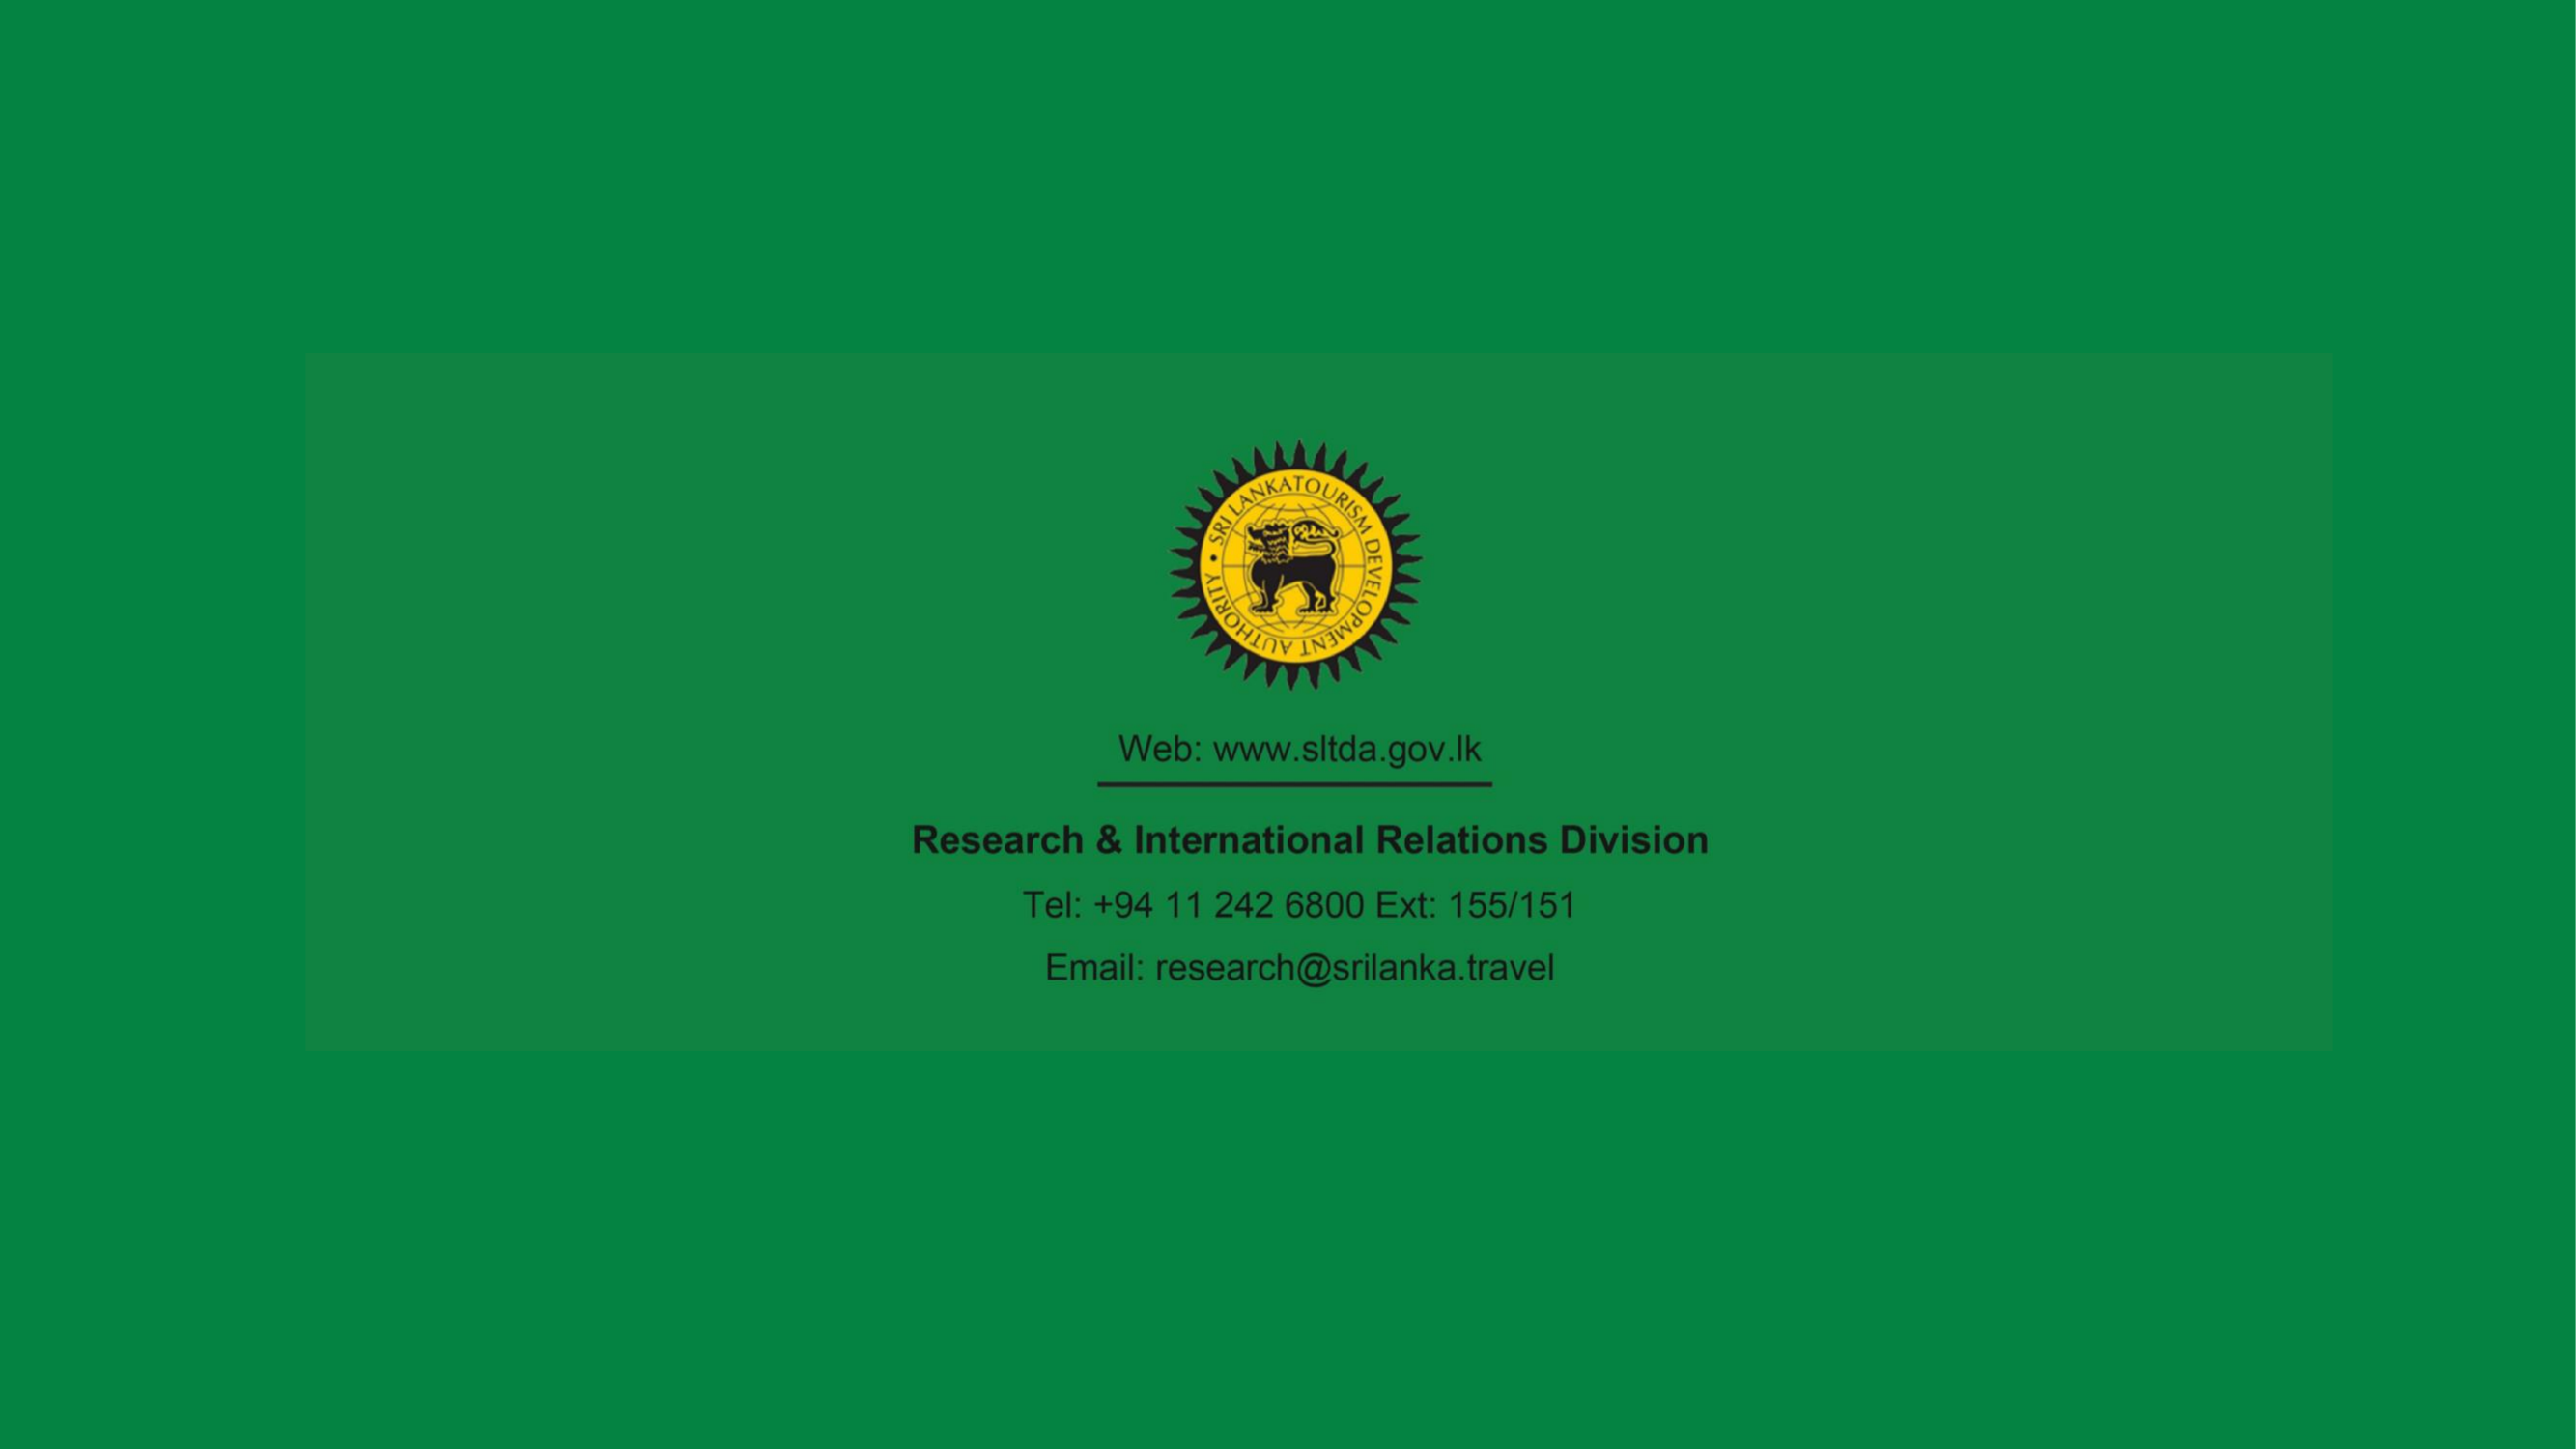 SRI LANKA TOURISM DEVELOPMENT AUTHORITY
Web: www.sltda.gov.lk
Research & International Relations Division
Tel: +94 11 242 6800 Ext: 155/151
Email: research@srilanka.travel